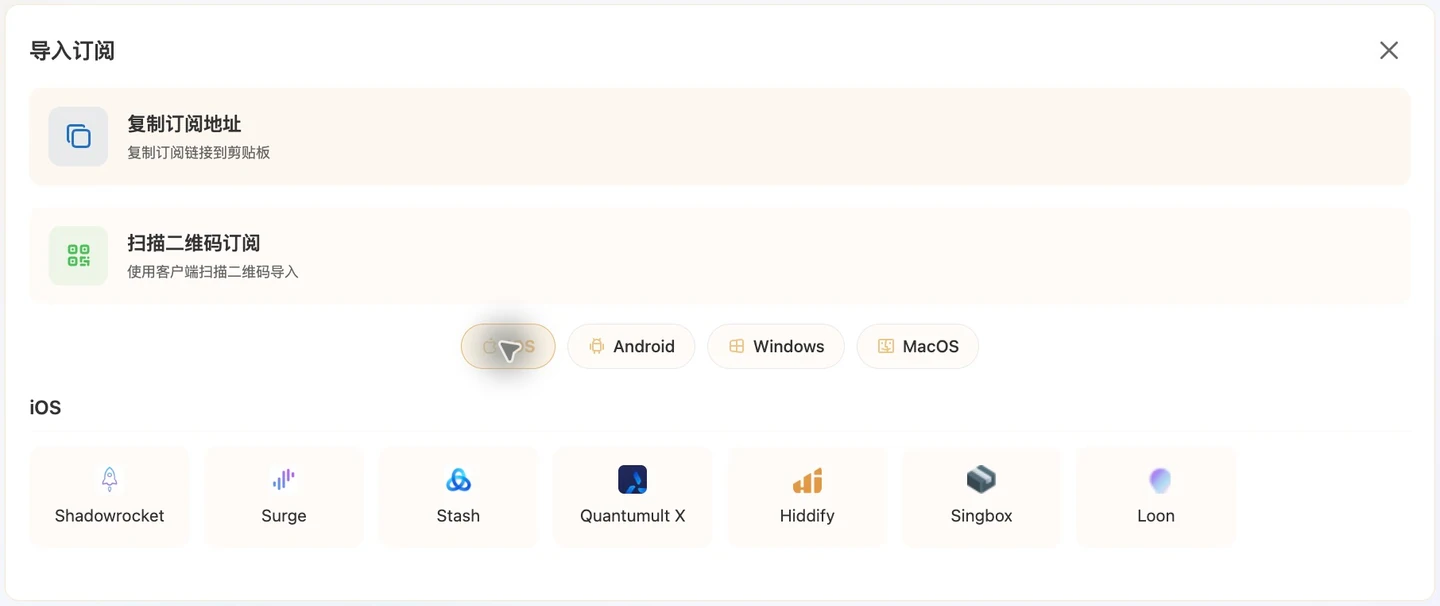 导入订阅
复制订阅地址
复制订阅链接到剪贴板
扫描二维码订阅
使用客户端扫描二维码导入
Android Windows MacOS
iOS
Shadowrocket Surge Stash Quantumult X Hiddify Singbox Loon